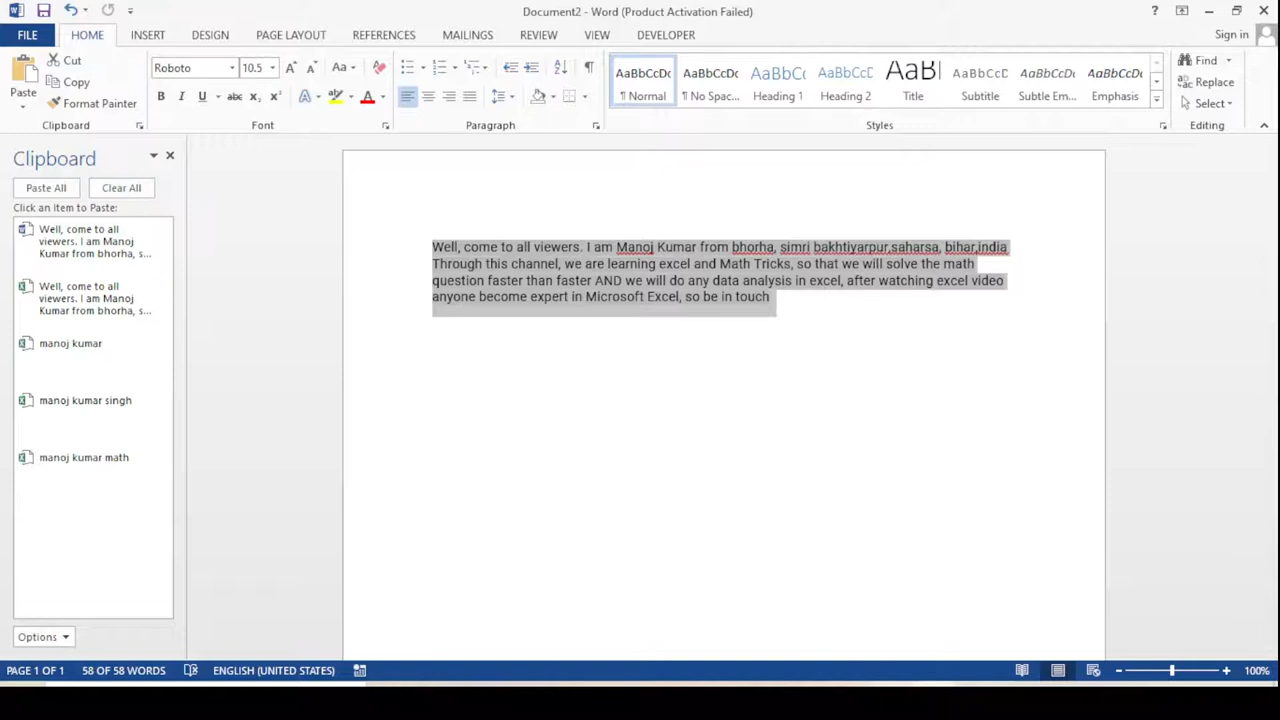 Document2 - Word (Product Activation Failed)
?
FILE HOME INSERT DESIGN PAGE LAYOUT REFERENCES MAILINGS REVIEW VIEW DEVELOPER Sign in
Paste
Cut
Copy
Format Painter
Clipboard
Roboto 10.5 Aa
B I U abc x₂ x² A A
Font
Paragraph
AaBbCcDc AaBbCcDc AaBbCc AaBbCcD AaBl AaBbCcD AaBbCcDc AaBbCcDc
¶ Normal ¶ No Spac... Heading 1 Heading 2 Title Subtitle Subtle Em... Emphasis
Styles
Find
Replace
Select
Editing
Clipboard
Paste All Clear All
Click an Item to Paste:
Well, come to all
viewers. I am Manoj
Kumar from bhorha, s...
Well, come to all
viewers. I am Manoj
Kumar from bhorha, s...
manoj kumar
manoj kumar singh
manoj kumar math
Options
Well, come to all viewers. I am Manoj Kumar from bhorha, simri bakhtiyarpur,saharsa, bihar,india
Through this channel, we are learning excel and Math Tricks, so that we will solve the math
question faster than faster AND we will do any data analysis in excel, after watching excel video
anyone become expert in Microsoft Excel, so be in touch
PAGE 1 OF 1 58 OF 58 WORDS ENGLISH (UNITED STATES) 100%